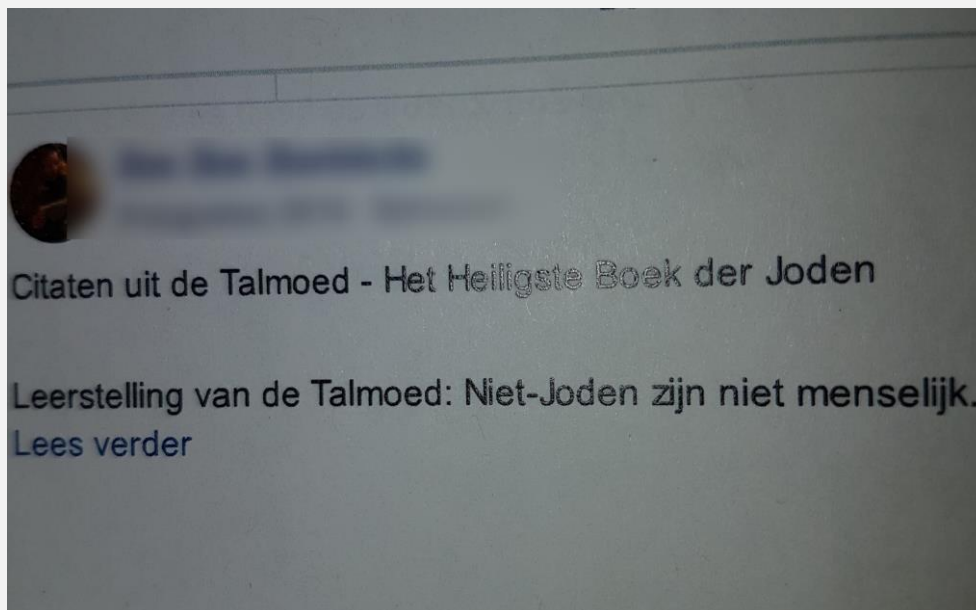 Citaten uit de Talmoed - Het Heiligste Boek der Joden
Leerstelling van de Talmoed: Niet-Joden zijn niet menselijk.
Lees verder